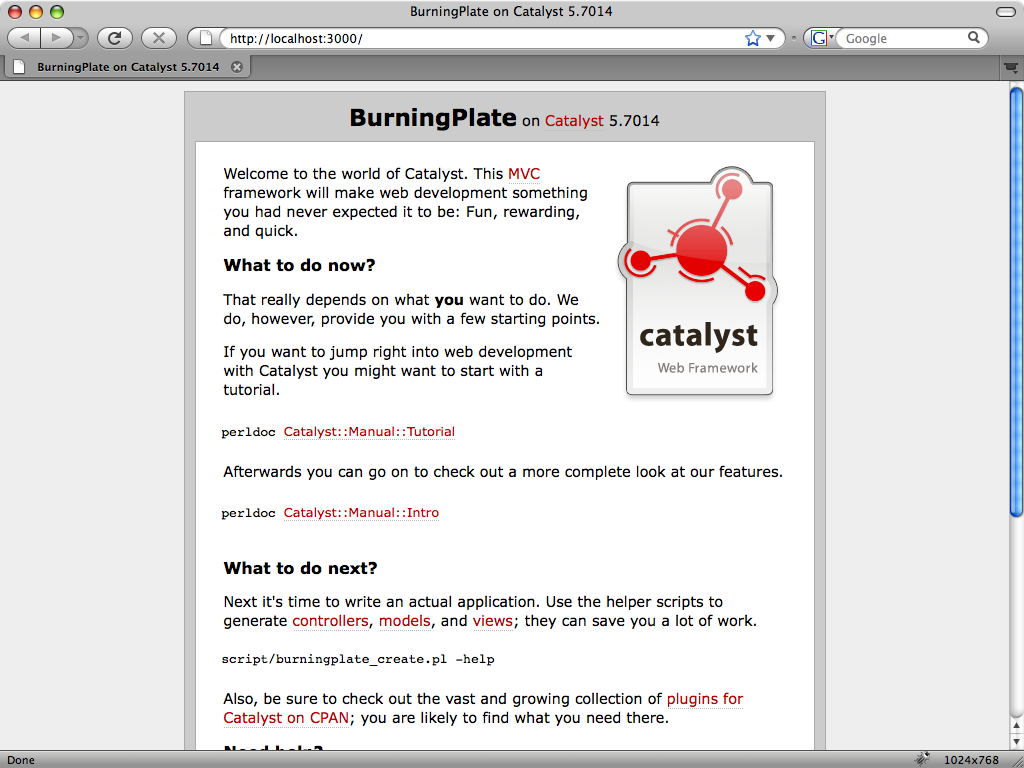 BurningPlate on Catalyst 5.7014
http://localhost:3000/
G
Google
BurningPlate on Catalyst 5.7014
BurningPlate on Catalyst 5.7014
Welcome to the world of Catalyst. This MVC
framework will make web development something
you had never expected it to be: Fun, rewarding,
and quick.
What to do now?
That really depends on what you want to do. We
do, however, provide you with a few starting points.
If you want to jump right into web development
with Catalyst you might want to start with a
tutorial.
catalyst
Web Framework
perldoc Catalyst::Manual::Tutorial
Afterwards you can go on to check out a more complete look at our features.
perldoc Catalyst::Manual::Intro
What to do next?
Next it's time to write an actual application. Use the helper scripts to
generate controllers, models, and views; they can save you a lot of work.
script/burningplate_create.pl -help
Also, be sure to check out the vast and growing collection of plugins for
Catalyst on CPAN; you are likely to find what you need there.
Need help?
Done
1024x768